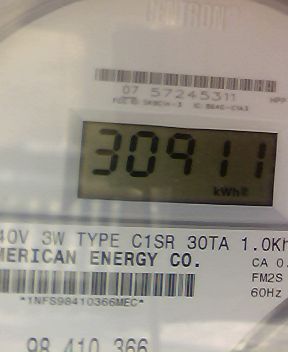 CENTRON
07 57245311
30911
kWh
40V 3W TYPE C1SR 30TA 1.0Kh
MERICAN ENERGY CO.
CA 0.
FM2S
*1NFS98410366MEC*
60Hz
98 410 366